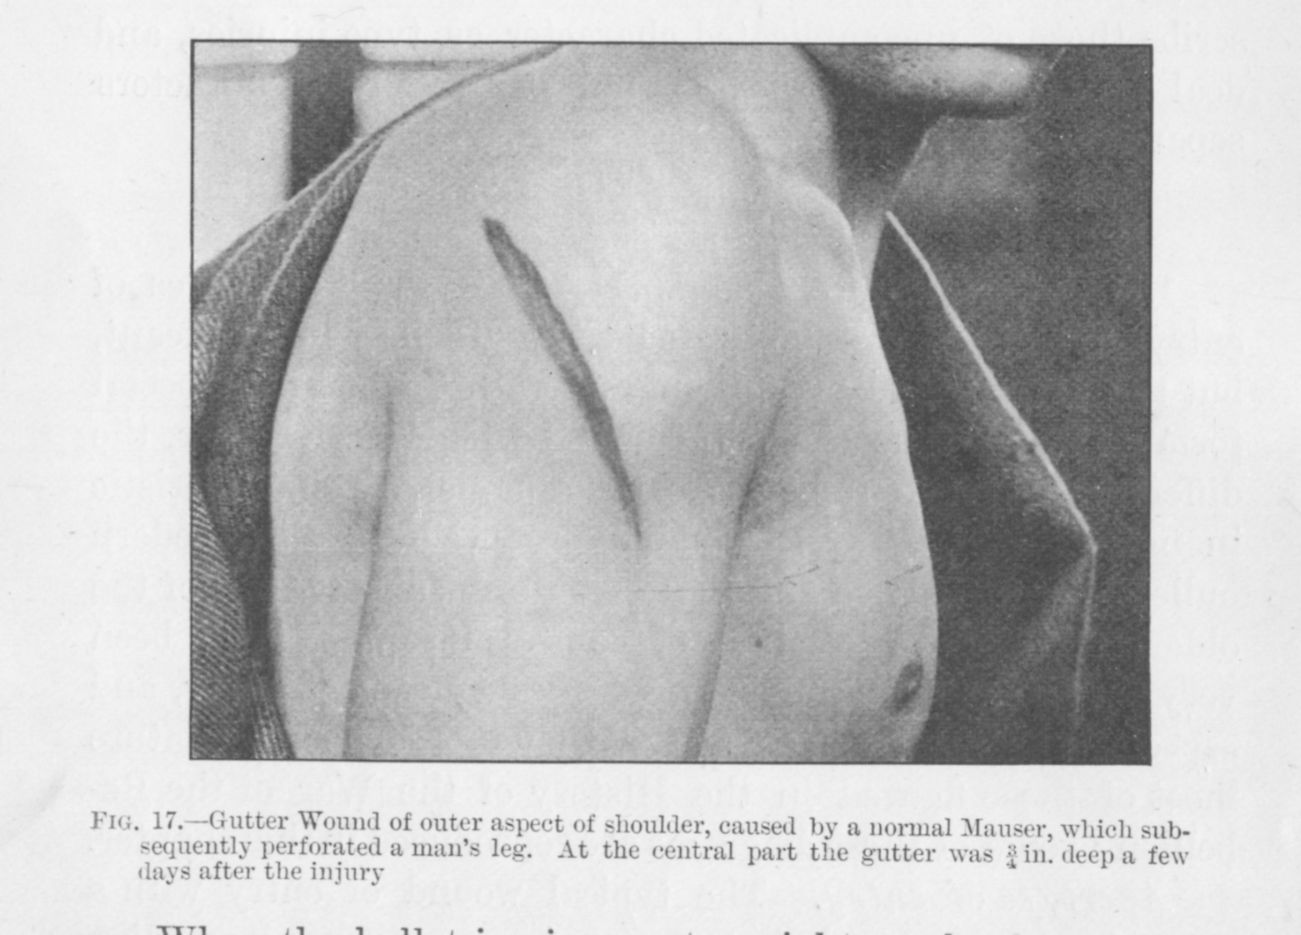 FIG. 17.—Gutter Wound of outer aspect of shoulder, caused by a normal Mauser, which sub-
sequently perforated a man's leg. At the central part the gutter was ¾ in. deep a few
days after the injury